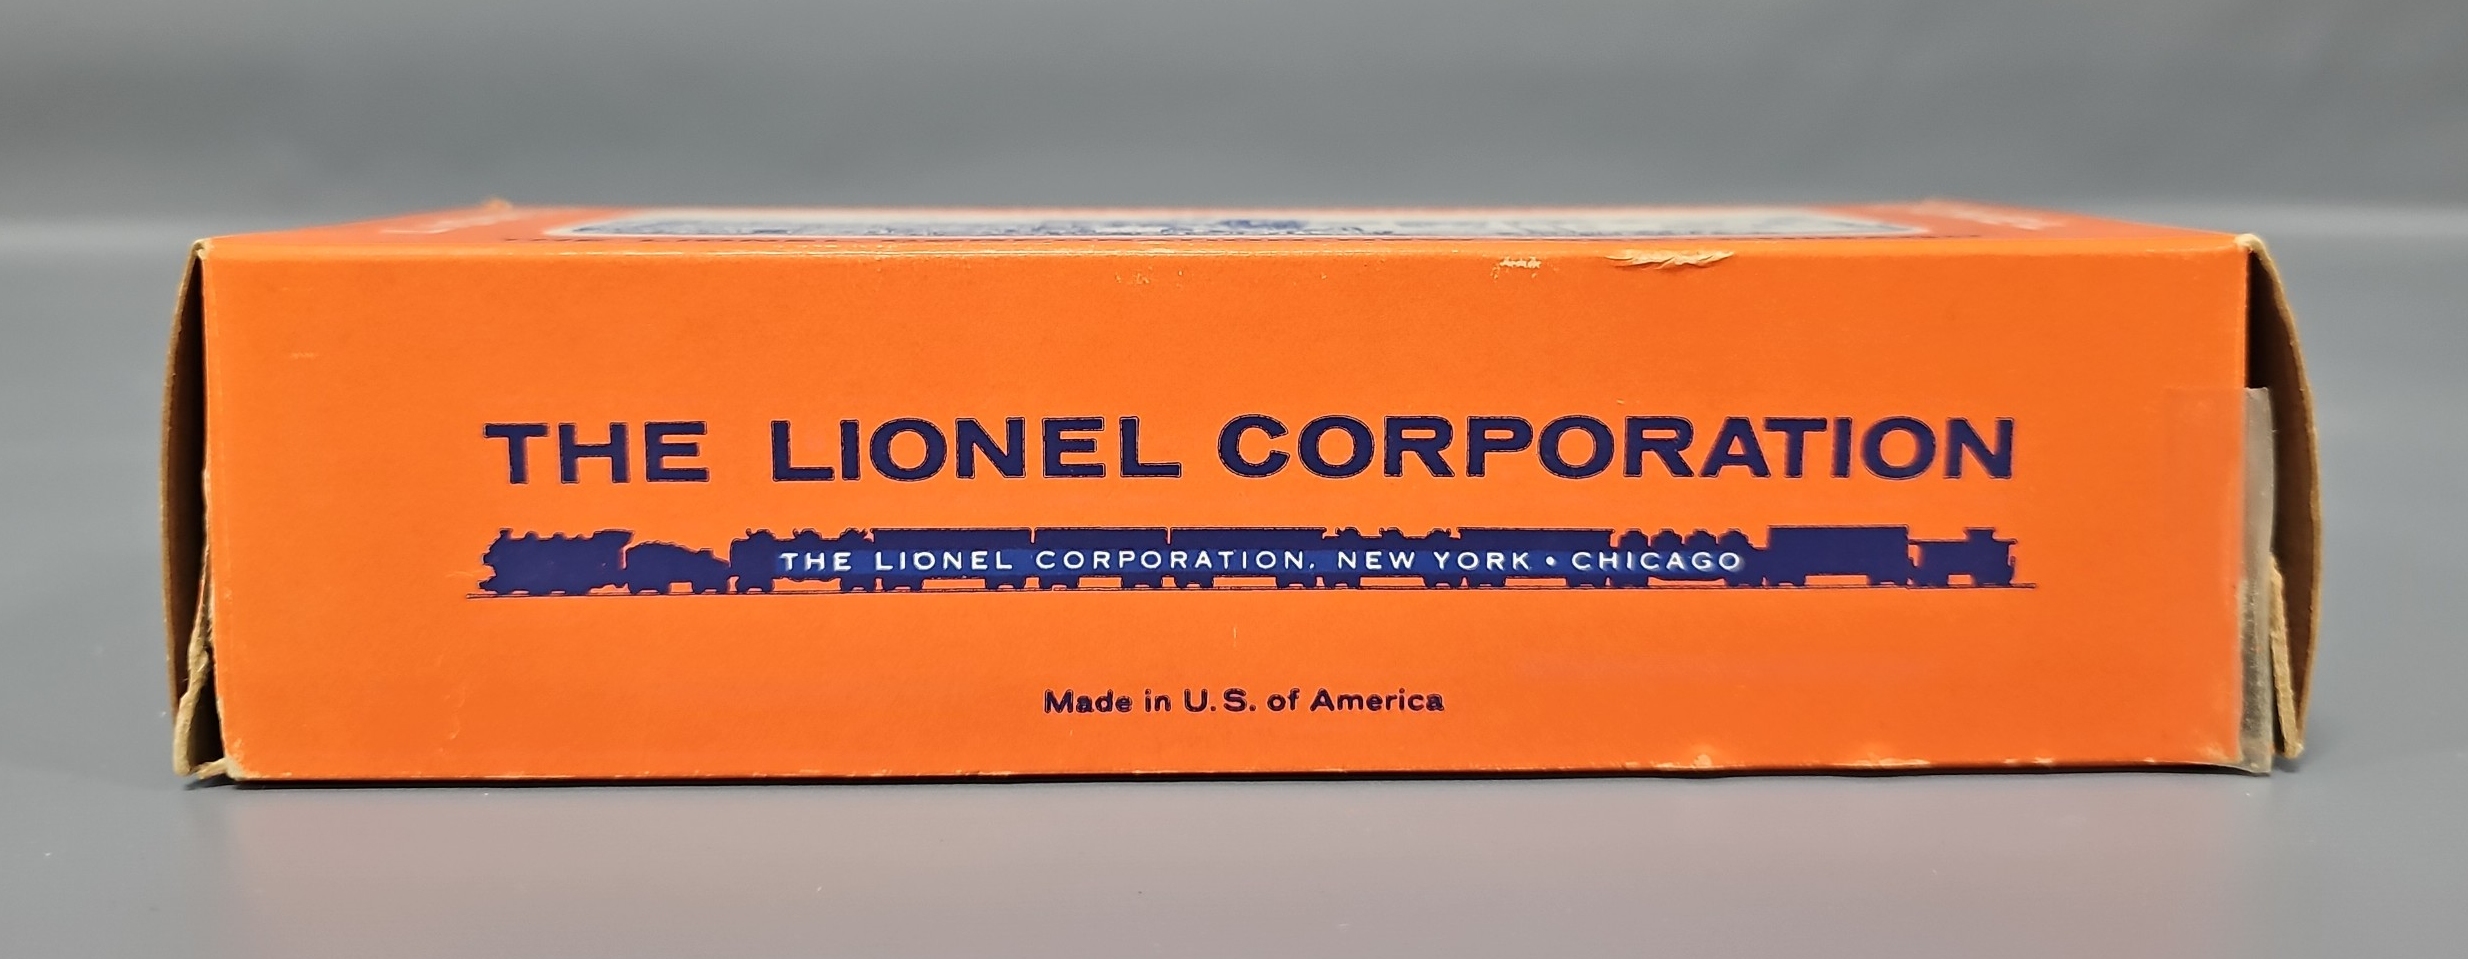 THE LIONEL CORPORATION
THE LIONEL CORPORATION, NEW YORK • CHICAGO
Made in U.S. of America